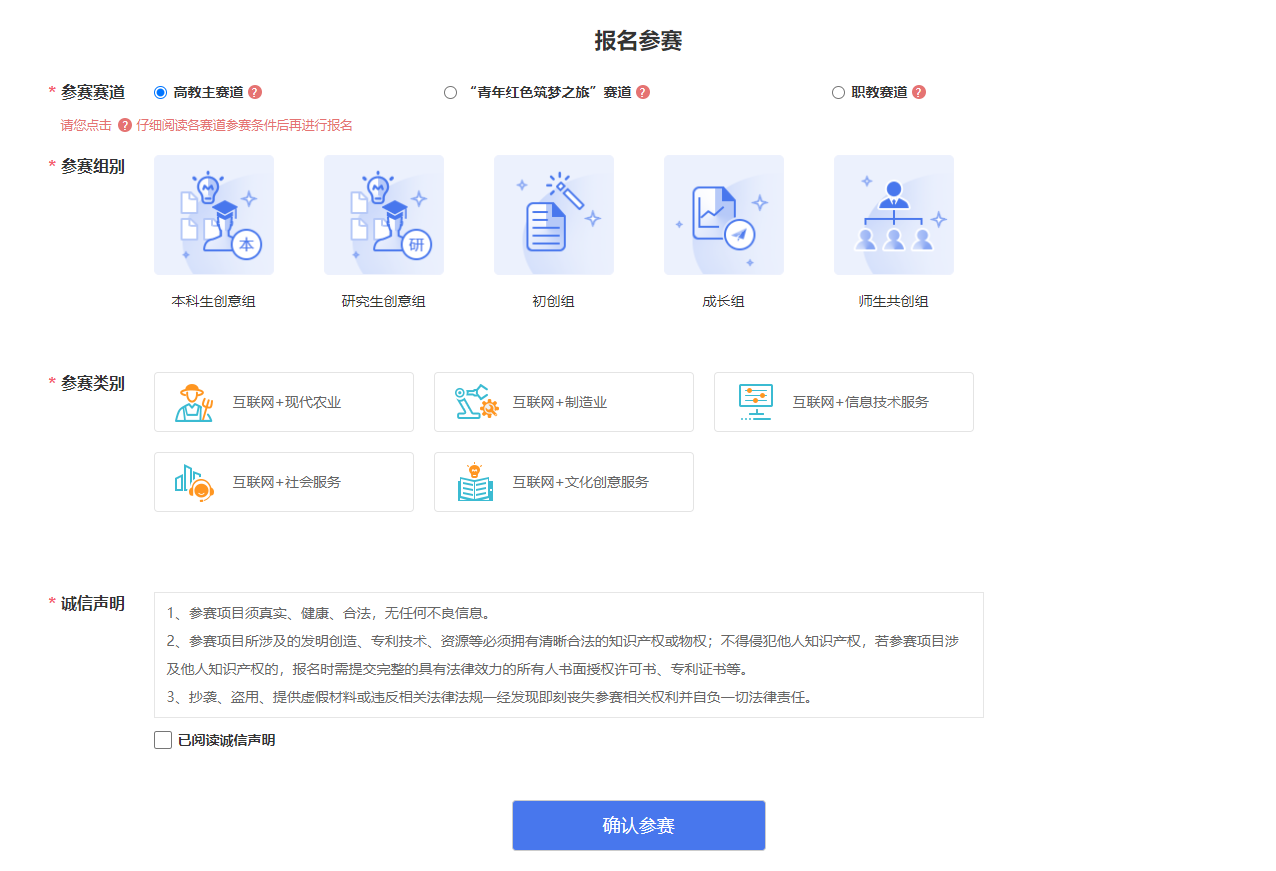 报名参赛
* 参赛赛道 高教主赛道 ? “青年红色筑梦之旅”赛道 ? 职教赛道 ?
请您点击 ? 仔细阅读各赛道参赛条件后再进行报名
* 参赛组别
本 研
本科生创意组 研究生创意组 初创组 成长组 师生共创组
* 参赛类别 互联网+现代农业 互联网+制造业 互联网+信息技术服务
互联网+社会服务 互联网+文化创意服务
* 诚信声明
1、参赛项目须真实、健康、合法，无任何不良信息。
2、参赛项目所涉及的发明创造、专利技术、资源等必须拥有清晰合法的知识产权或物权；不得侵犯他人知识产权，若参赛项目涉
及他人知识产权的，报名时需提交完整的具有法律效力的所有人书面授权许可书、专利证书等。
3、抄袭、盗用、提供虚假材料或违反相关法律法规一经发现即刻丧失参赛相关权利并自负一切法律责任。
已阅读诚信声明
确认参赛